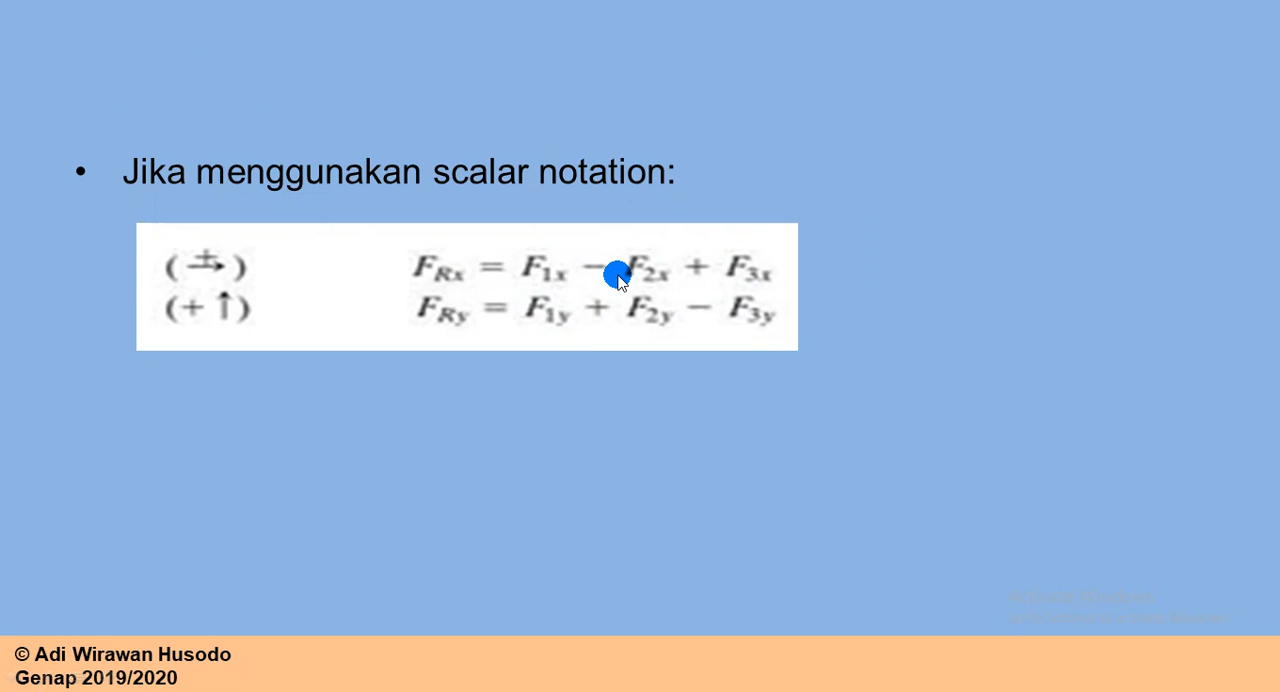 • Jika menggunakan scalar notation:
( +→ ) F_Rx = F_1x − F_2x + F_3x
(+ ↑) F_Ry = F_1y + F_2y − F_3y
© Adi Wirawan Husodo
Genap 2019/2020